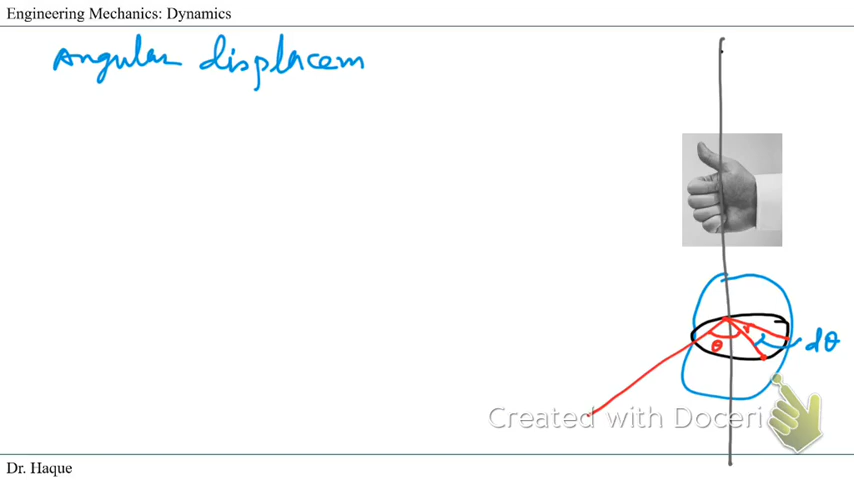 Engineering Mechanics: Dynamics
Angular displacem
r
θ
dθ
Created with Doceri
Dr. Haque